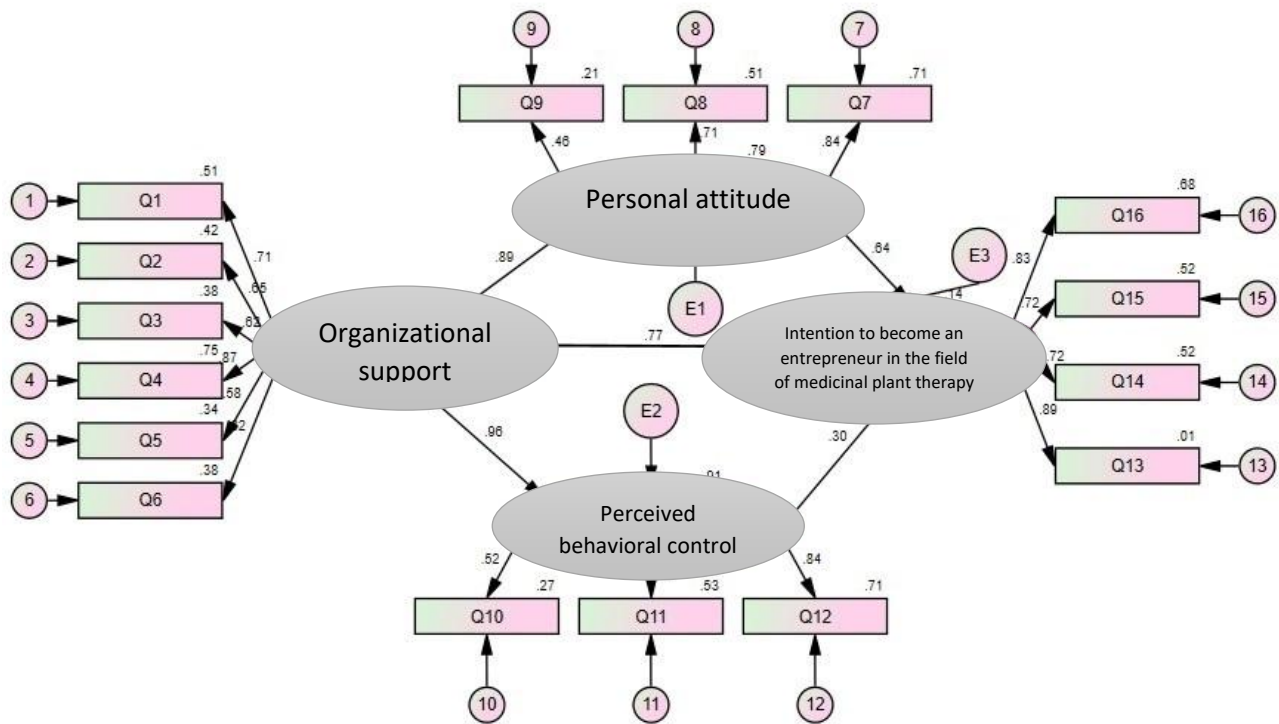 9
8
7
.21
.51
.71
Q9
Q8
Q7
.46
.71
.84
.79
Personal attitude
1
.51
Q1
2
.42
Q2
3
.38
Q3
4
.75
Q4
5
.34
Q5
6
.38
Q6
.71
.65
.62
.87
.58
Organizational
support
.89
.77
.96
E1
.64
E3
Intention to become an
entrepreneur in the field
of medicinal plant therapy
.83
.72
.72
.89
.68
Q16
16
.52
Q15
15
.52
Q14
14
.01
Q13
13
E2
.30
Perceived
behavioral control
.52
.84
.27
.53
.71
Q10
Q11
Q12
10
11
12